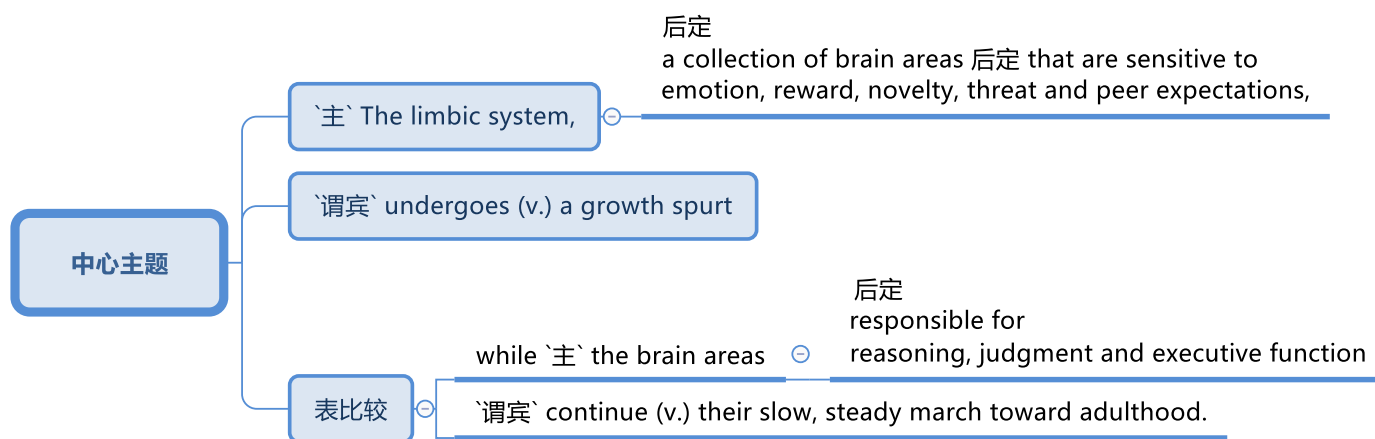 中心主题
`主` The limbic system,
后定
a collection of brain areas 后定 that are sensitive to
emotion, reward, novelty, threat and peer expectations,
`谓宾` undergoes (v.) a growth spurt
表比较
while `主` the brain areas
后定
responsible for
reasoning, judgment and executive function
`谓宾` continue (v.) their slow, steady march toward adulthood.